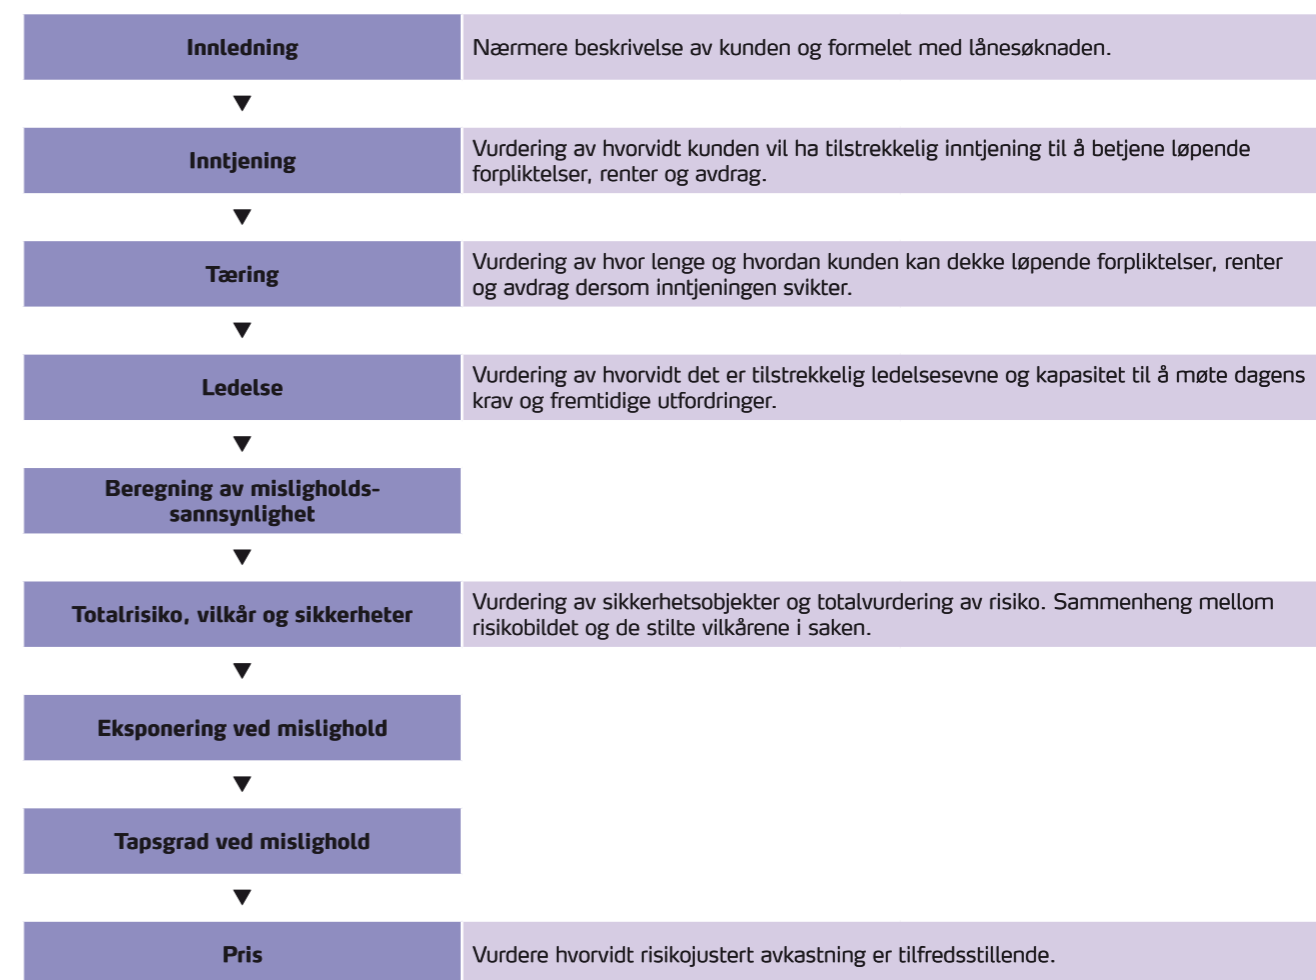 Innledning
Nærmere beskrivelse av kunden og formelet med lånesøknaden.
Inntjening
Vurdering av hvorvidt kunden vil ha tilstrekkelig inntjening til å betjene løpende
forpliktelser, renter og avdrag.
Tæring
Vurdering av hvor lenge og hvordan kunden kan dekke løpende forpliktelser, renter
og avdrag dersom inntjeningen svikter.
Ledelse
Vurdering av hvorvidt det er tilstrekkelig ledelsesevne og kapasitet til å møte dagens
krav og fremtidige utfordringer.
Beregning av misligholds-
sannsynlighet
Totalrisiko, vilkår og sikkerheter
Vurdering av sikkerhetsobjekter og totalvurdering av risiko. Sammenheng mellom
risikobildet og de stilte vilkårene i saken.
Eksponering ved mislighold
Tapsgrad ved mislighold
Pris
Vurdere hvorvidt risikojustert avkastning er tilfredsstillende.